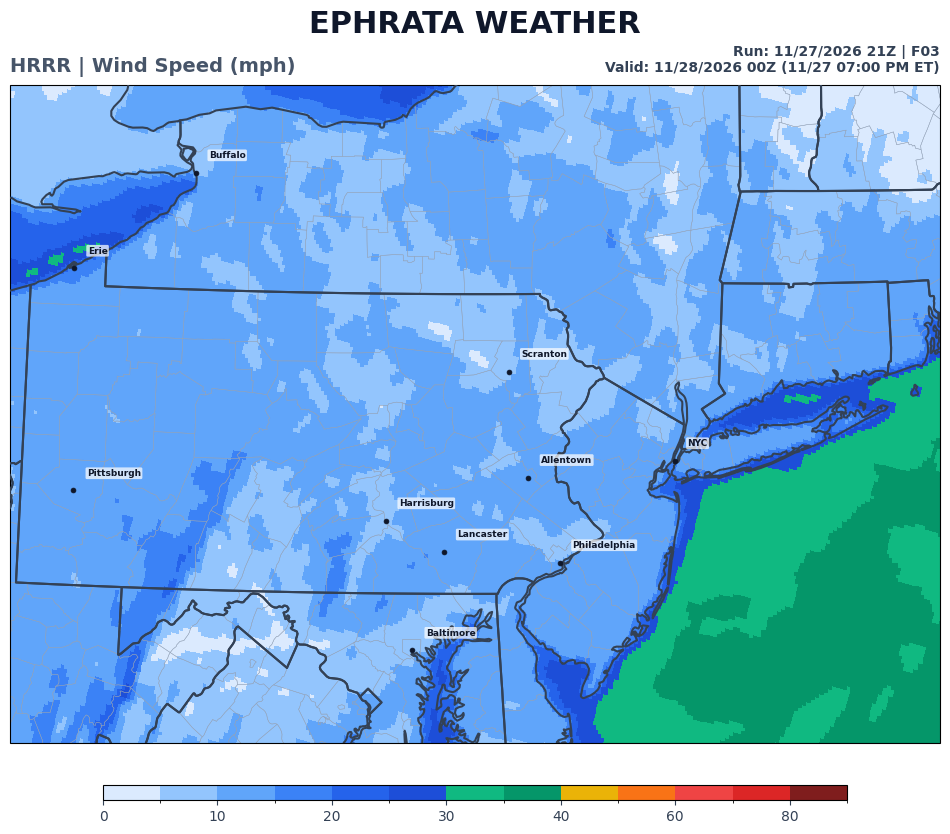 EPHRATA WEATHER
HRRR | Wind Speed (mph)
Run: 11/27/2026 21Z | F03
Valid: 11/28/2026 00Z (11/27 07:00 PM ET)
Buffalo
Erie
Scranton
NYC
Allentown
Pittsburgh
Harrisburg
Lancaster
Philadelphia
Baltimore
0 10 20 30 40 50 60 70 80